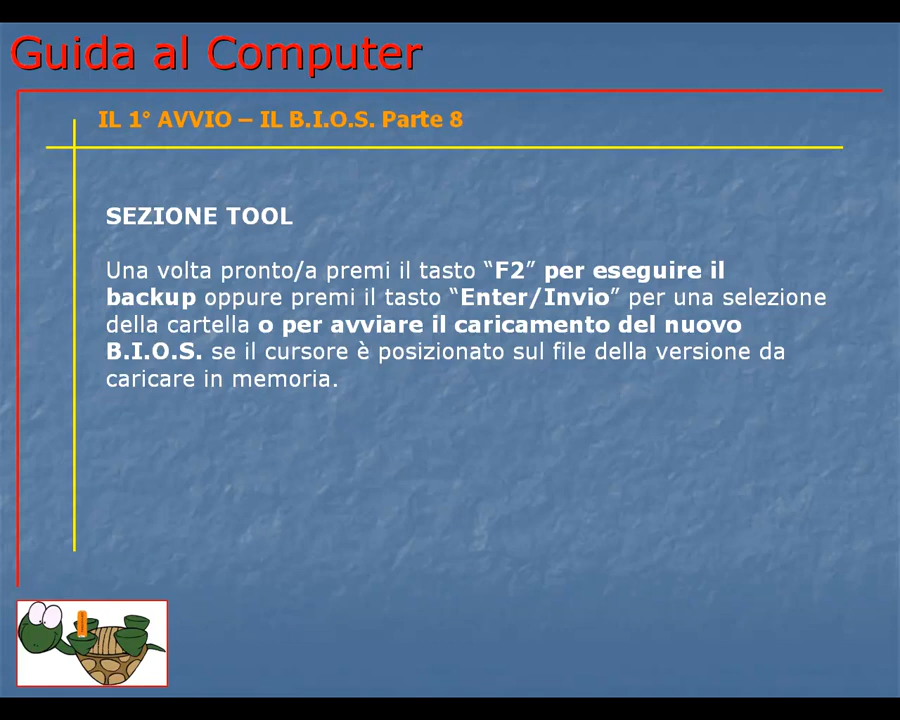 Guida al Computer
IL 1° AVVIO – IL B.I.O.S. Parte 8
SEZIONE TOOL
Una volta pronto/a premi il tasto “F2” per eseguire il
backup oppure premi il tasto “Enter/Invio” per una selezione
della cartella o per avviare il caricamento del nuovo
B.I.O.S. se il cursore è posizionato sul file della versione da
caricare in memoria.